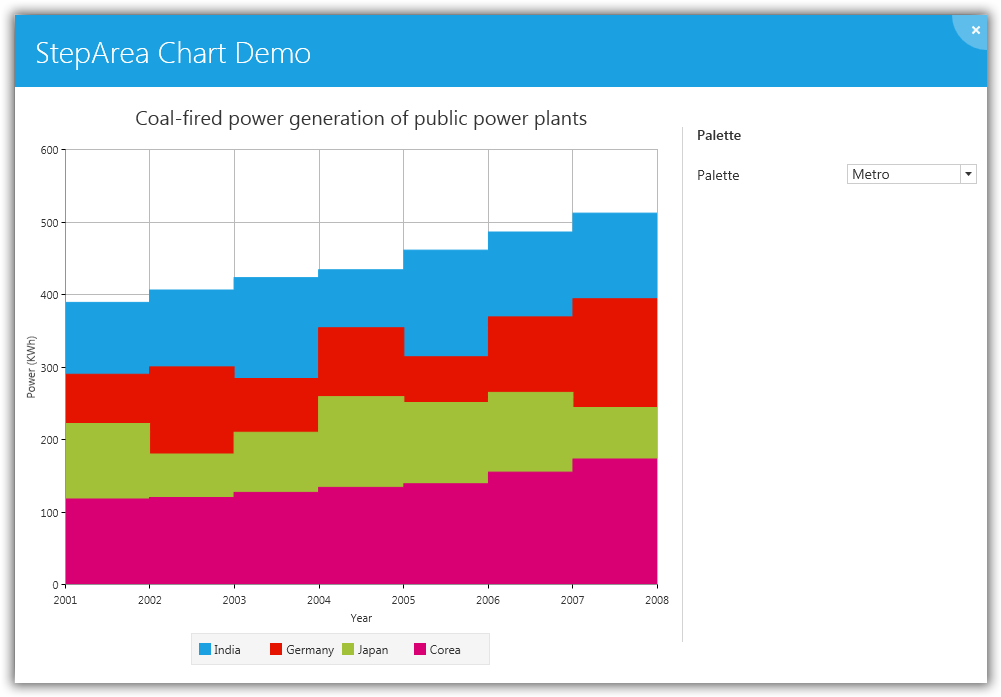 StepArea Chart Demo
×
Coal-fired power generation of public power plants
Palette
Palette
Metro
600
500
400
300
200
100
0
Power (KWh)
2001 2002 2003 2004 2005 2006 2007 2008
Year
India Germany Japan Corea